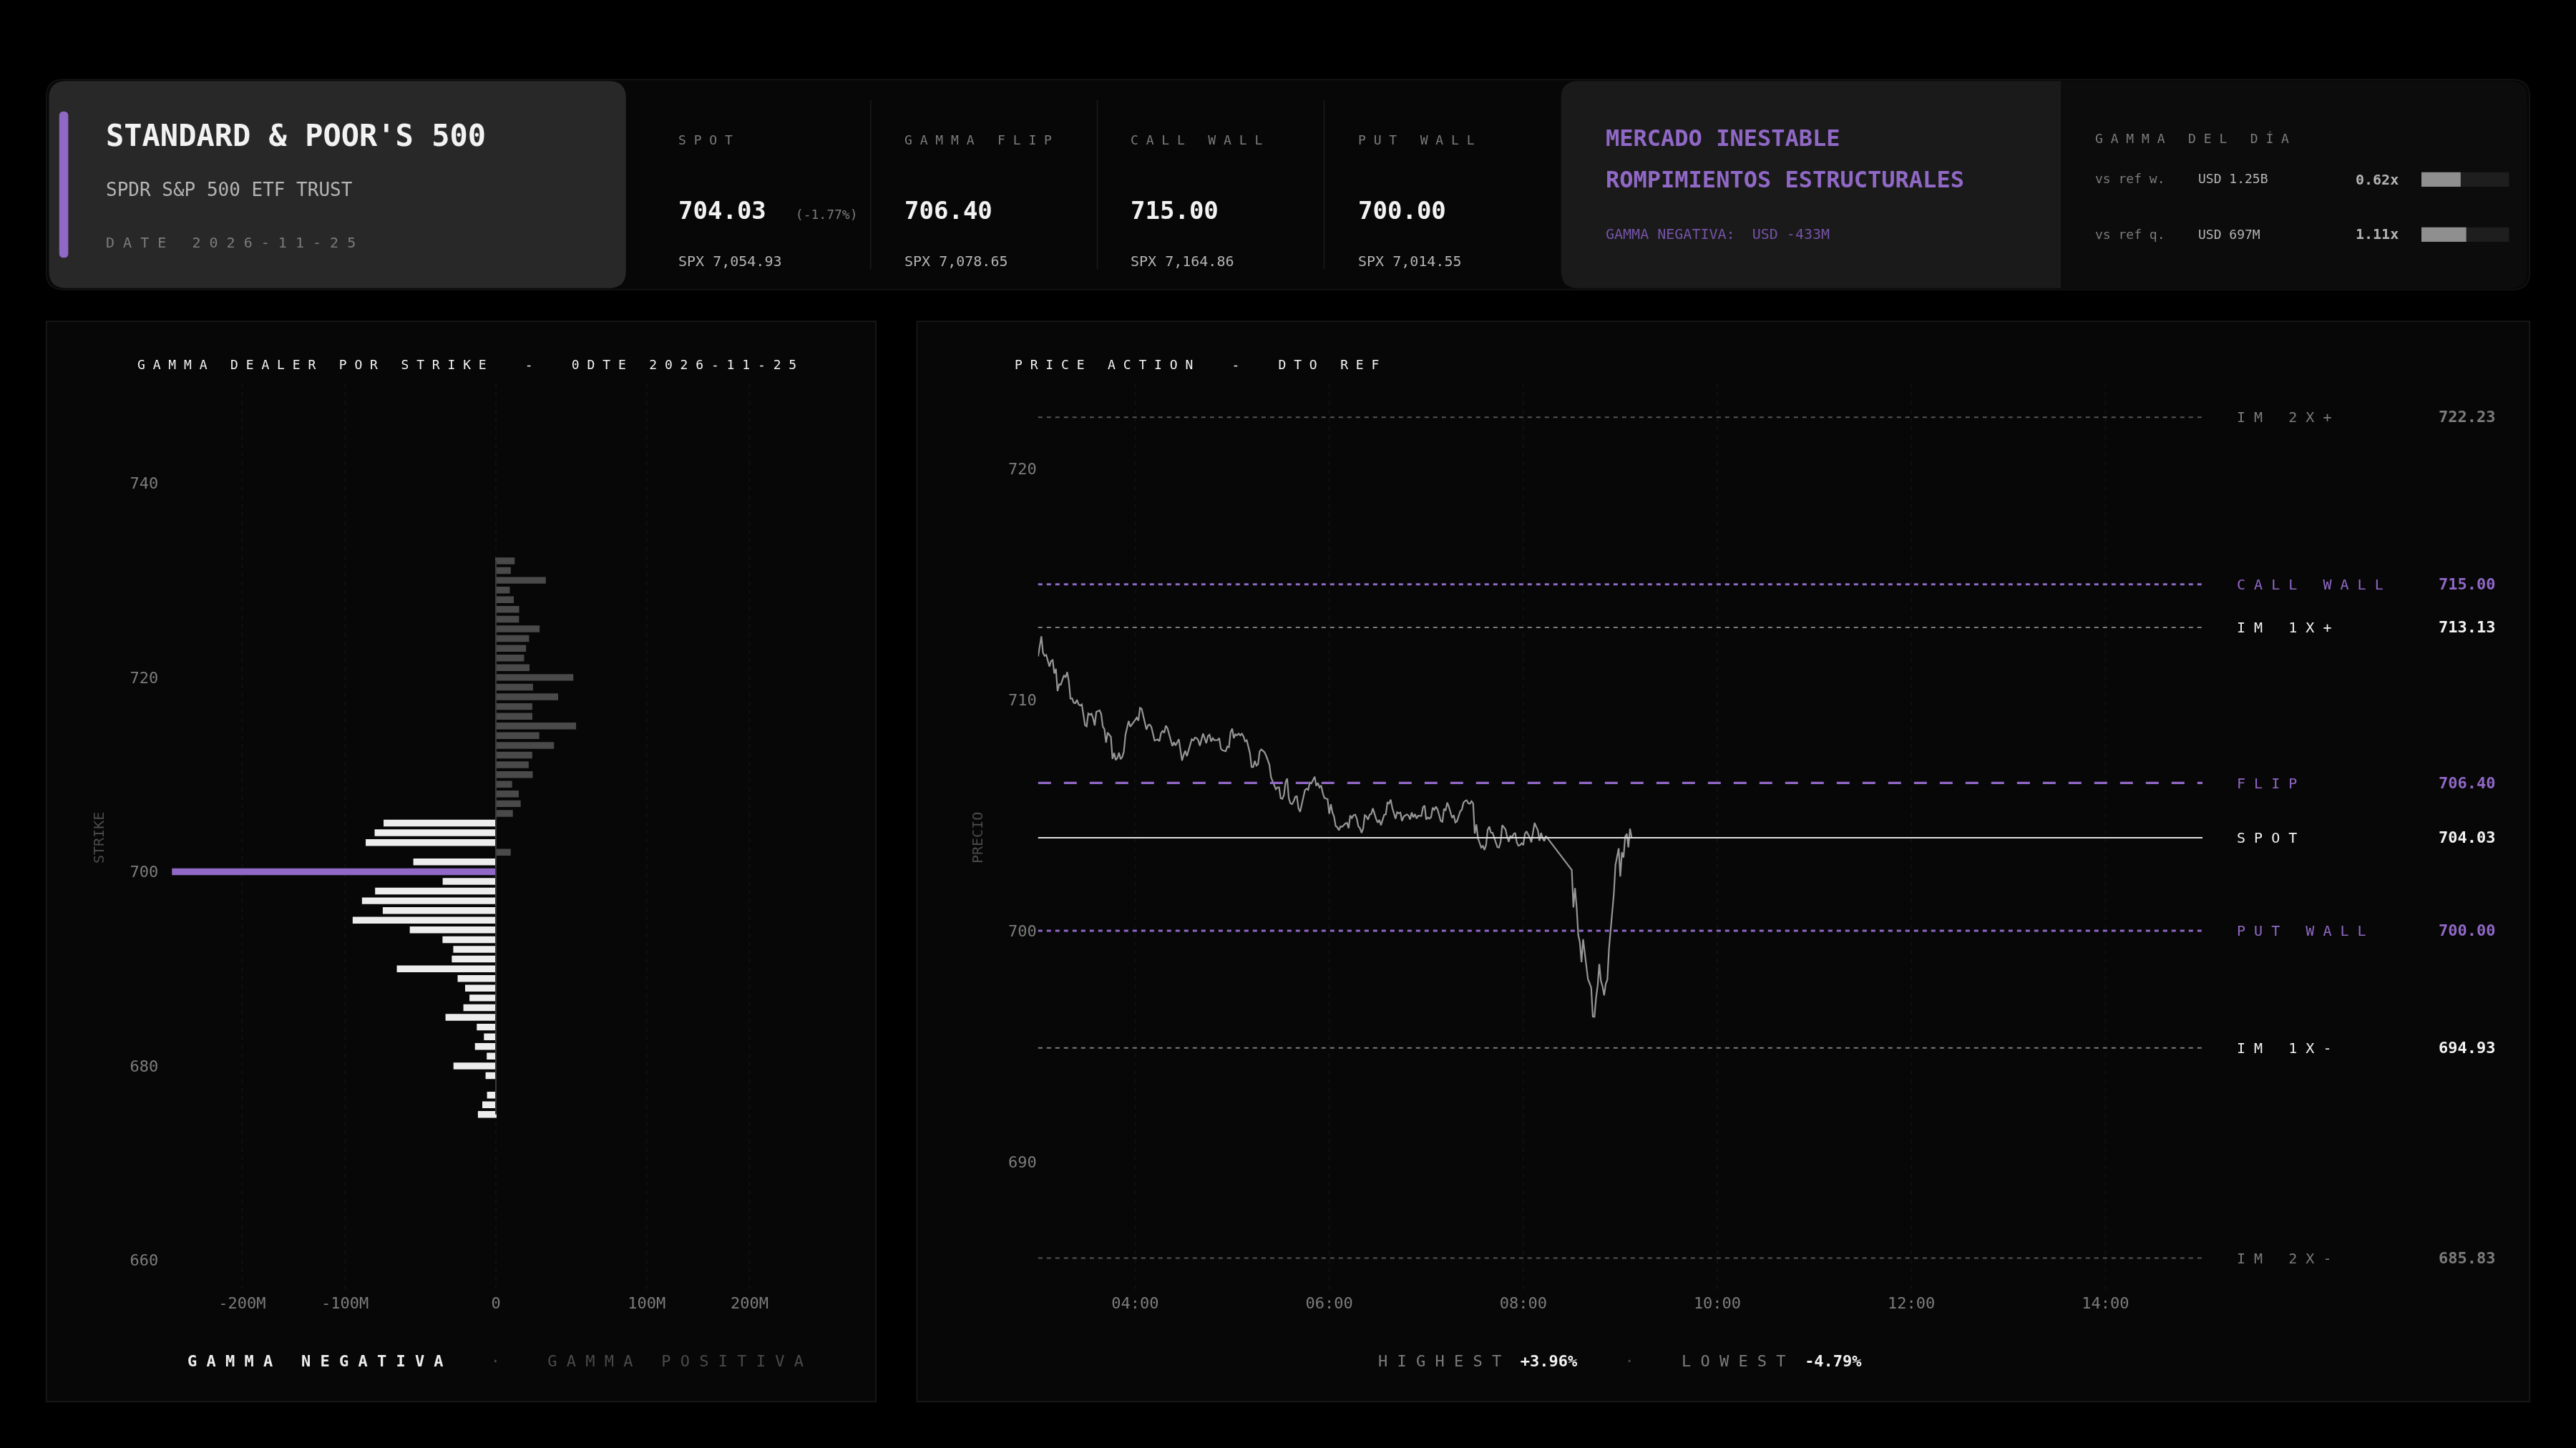 STANDARD & POOR'S 500
SPDR S&P 500 ETF TRUST
DATE 2026-11-25
SPOT
704.03 (-1.77%)
SPX 7,054.93
GAMMA FLIP
706.40
SPX 7,078.65
CALL WALL
715.00
SPX 7,164.86
PUT WALL
700.00
SPX 7,014.55
MERCADO INESTABLE
ROMPIMIENTOS ESTRUCTURALES
GAMMA NEGATIVA: USD -433M
GAMMA DEL DÍA
vs ref w. USD 1.25B 0.62x
vs ref q. USD 697M 1.11x
GAMMA DEALER POR STRIKE - 0DTE 2026-11-25
STRIKE
740
720
700
680
660
-200M -100M 0 100M 200M
GAMMA NEGATIVA · GAMMA POSITIVA
PRICE ACTION - DTO REF
PRECIO
720
710
700
690
IM 2X+ 722.23
CALL WALL 715.00
IM 1X+ 713.13
FLIP 706.40
SPOT 704.03
PUT WALL 700.00
IM 1X- 694.93
IM 2X- 685.83
04:00 06:00 08:00 10:00 12:00 14:00
HIGHEST +3.96% · LOWEST -4.79%